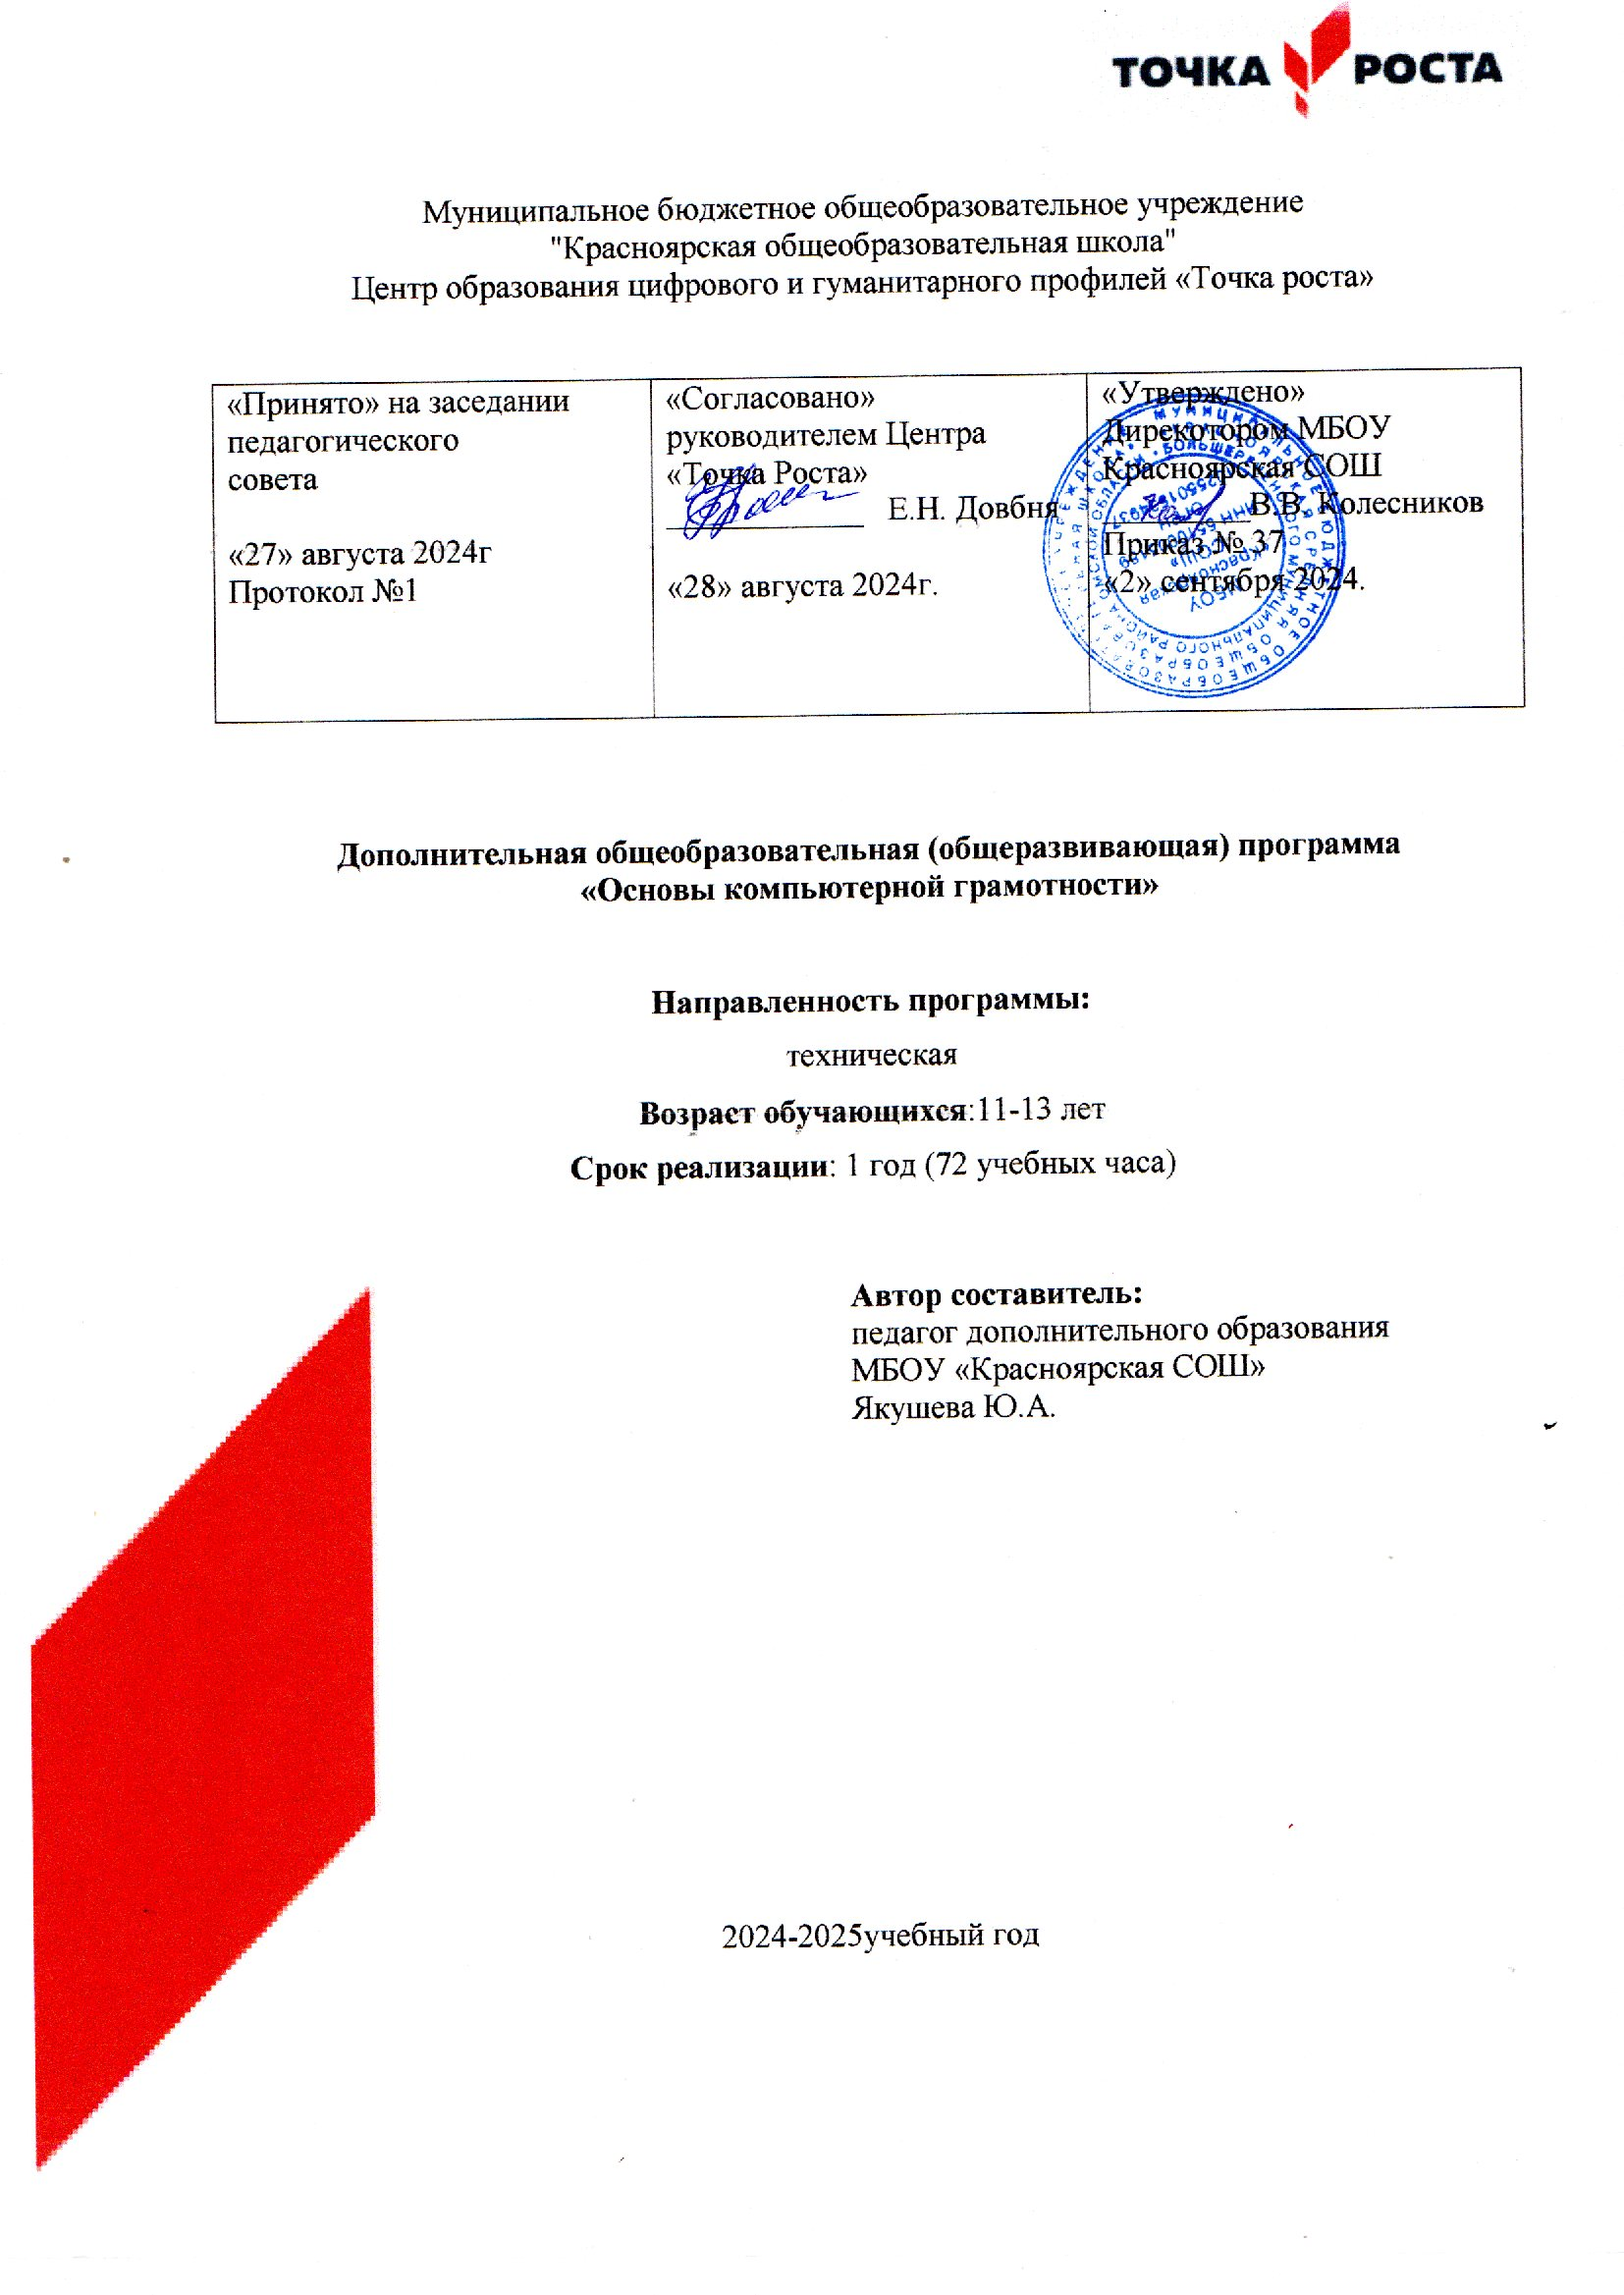 ТОЧКА РОСТА
Муниципальное бюджетное общеобразовательное учреждение
"Красноярская общеобразовательная школа"
Центр образования цифрового и гуманитарного профилей «Точка роста»
«Принято» на заседании
педагогического
совета
«27» августа 2024г
Протокол №1
«Согласовано»
руководителем Центра
«Точка Роста»
Е.Н. Довбня
«28» августа 2024г.
«Утверждено»
Дирекотором МБОУ
Красноярская СОШ
В.В. Колесников
Приказ № 37
«2» сентября 2024.
Дополнительная общеобразовательная (общеразвивающая) программа
«Основы компьютерной грамотности»
Направленность программы:
техническая
Возраст обучающихся:11-13 лет
Срок реализации: 1 год (72 учебных часа)
Автор составитель:
педагог дополнительного образования
МБОУ «Красноярская СОШ»
Якушева Ю.А.
2024-2025учебный год